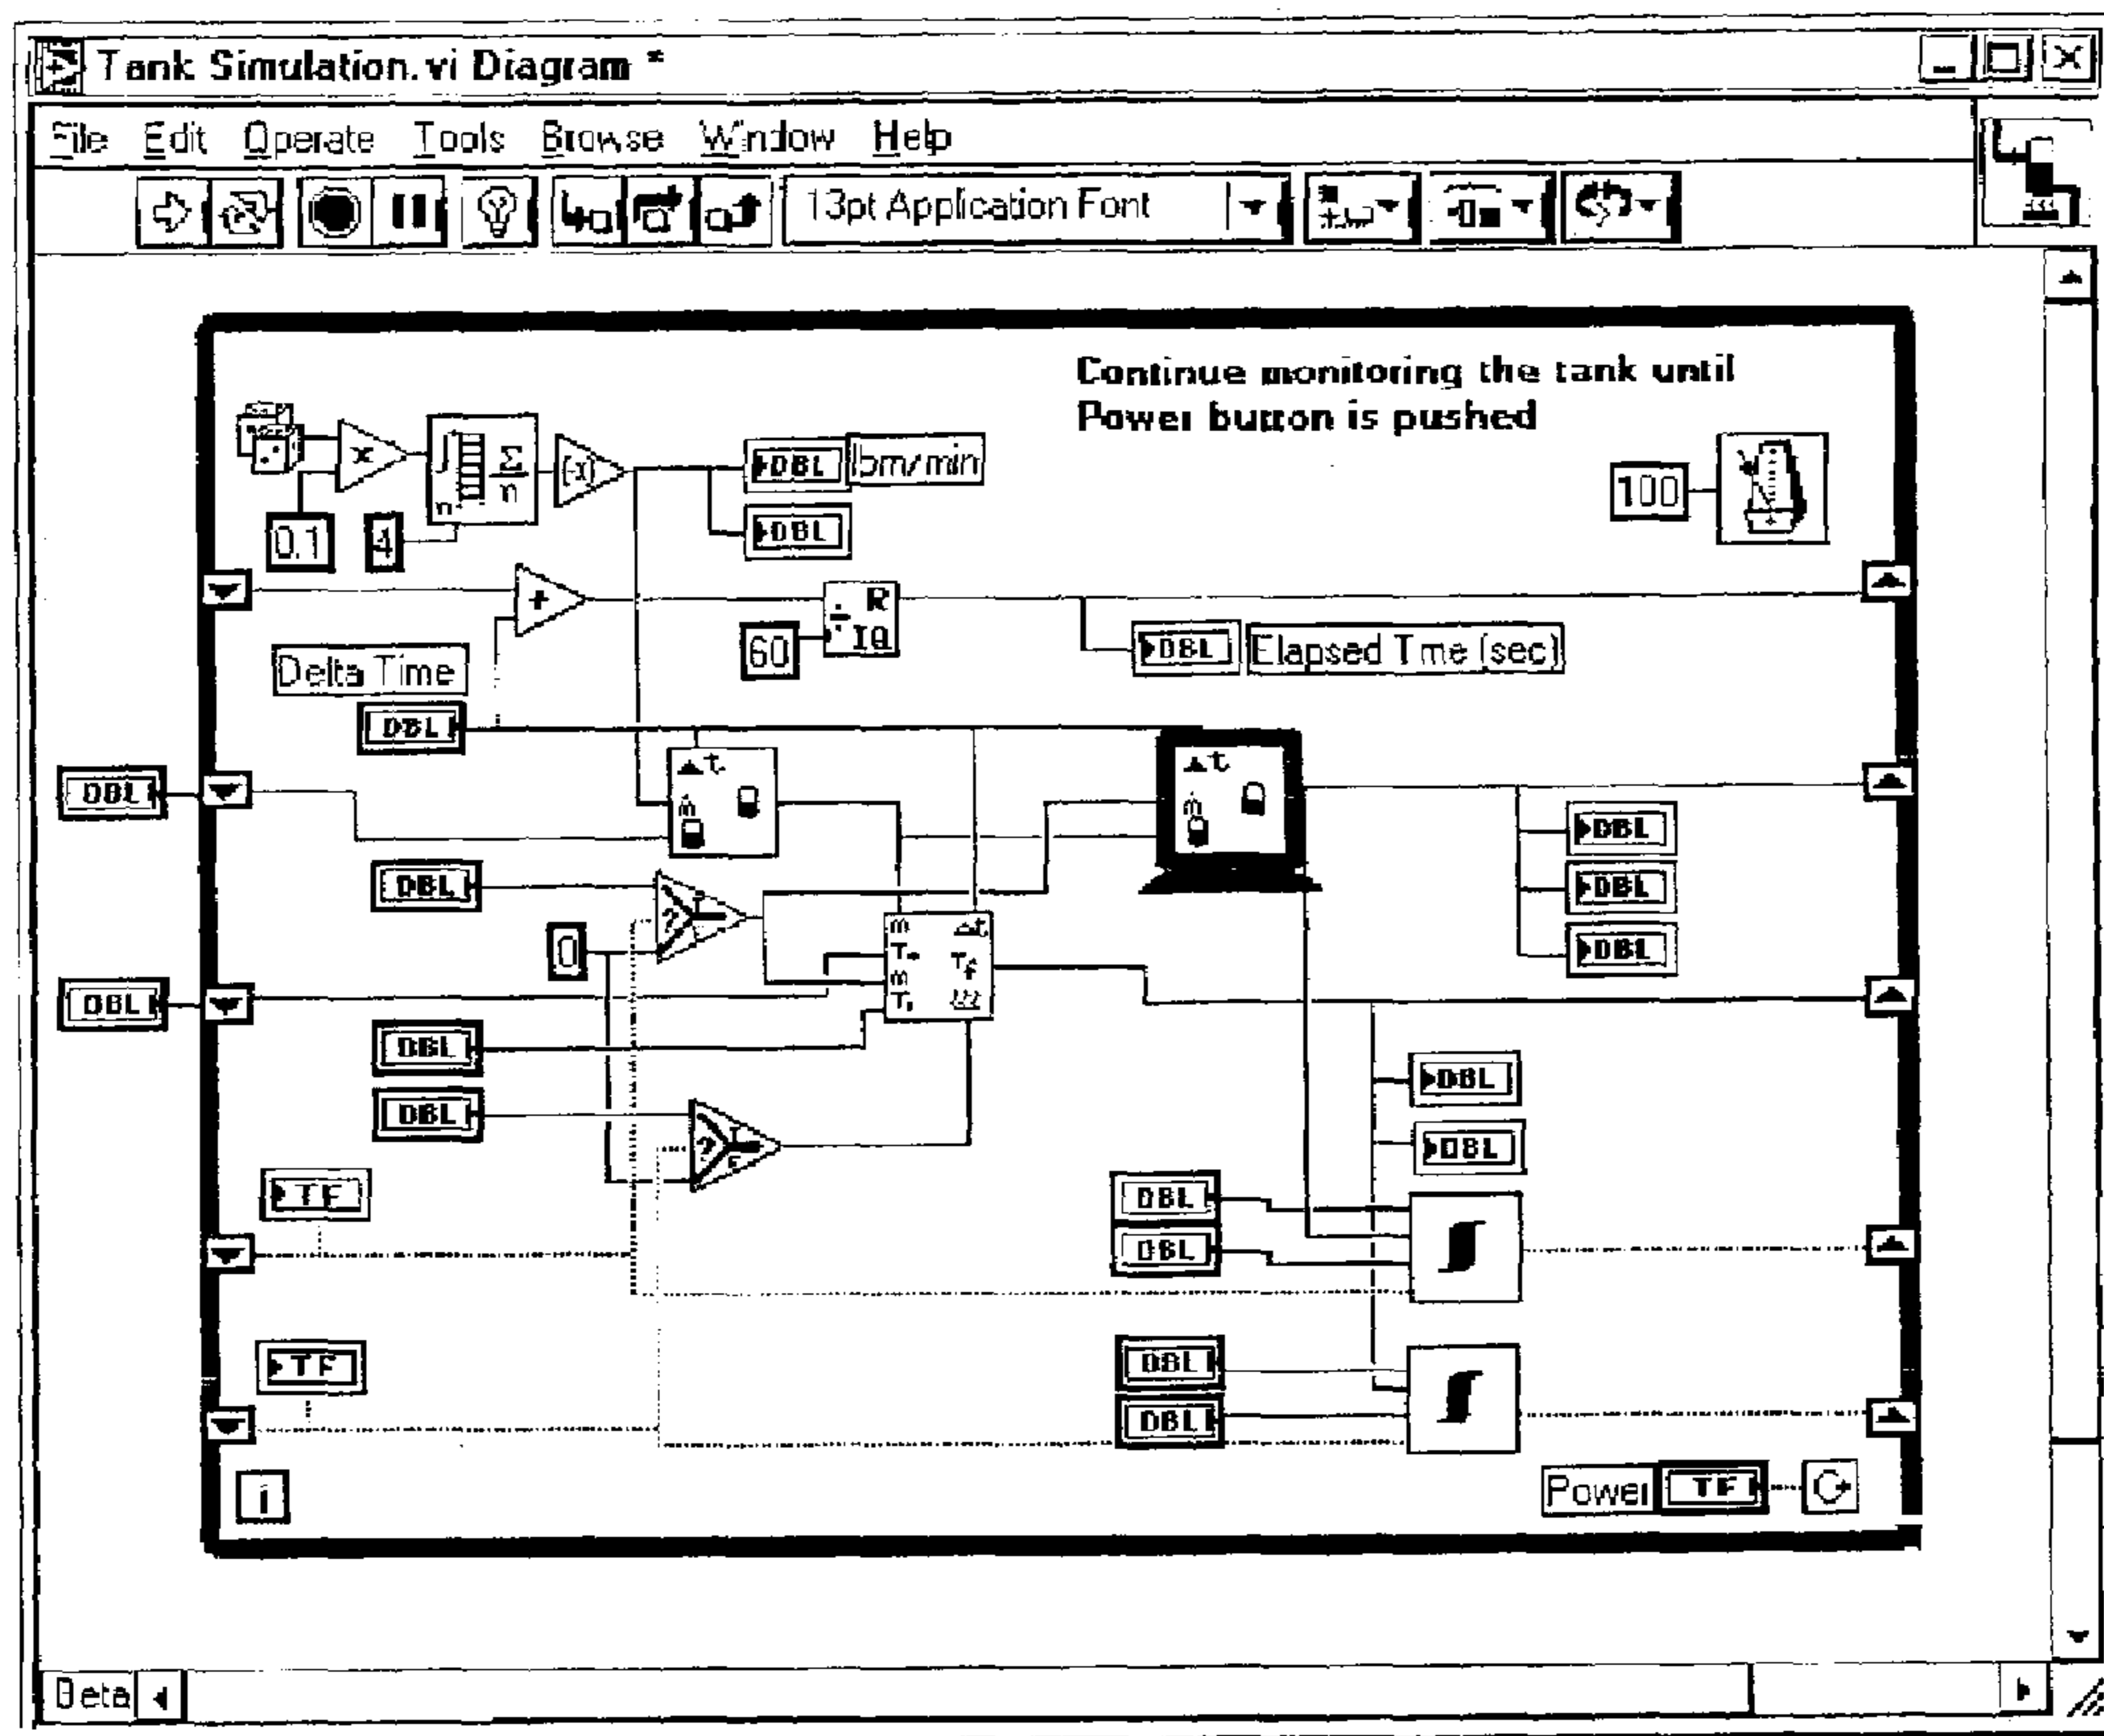 Tank Simulation.vi Diagram *
File Edit Operate Tools Browse Window Help
13pt Application Font
Continue monitoring the tank until
Power button is pushed
x
Σ
n
n
(x)
DBL lbm/min
100
0.1
4
DBL
+
R
IQ
60
DBL Elapsed Time (sec)
Delta Time
DBL
▲t
ṁ
▲t
ṁ
DBL
DBL
DBL
?
T
DBL
0
m
Δt
T
T
f
DBL
m
DBL
T
DBL
DBL
DBL
?
T
F
DBL
TF
DBL
DBL
TF
DBL
DBL
i
Power TF
Beta